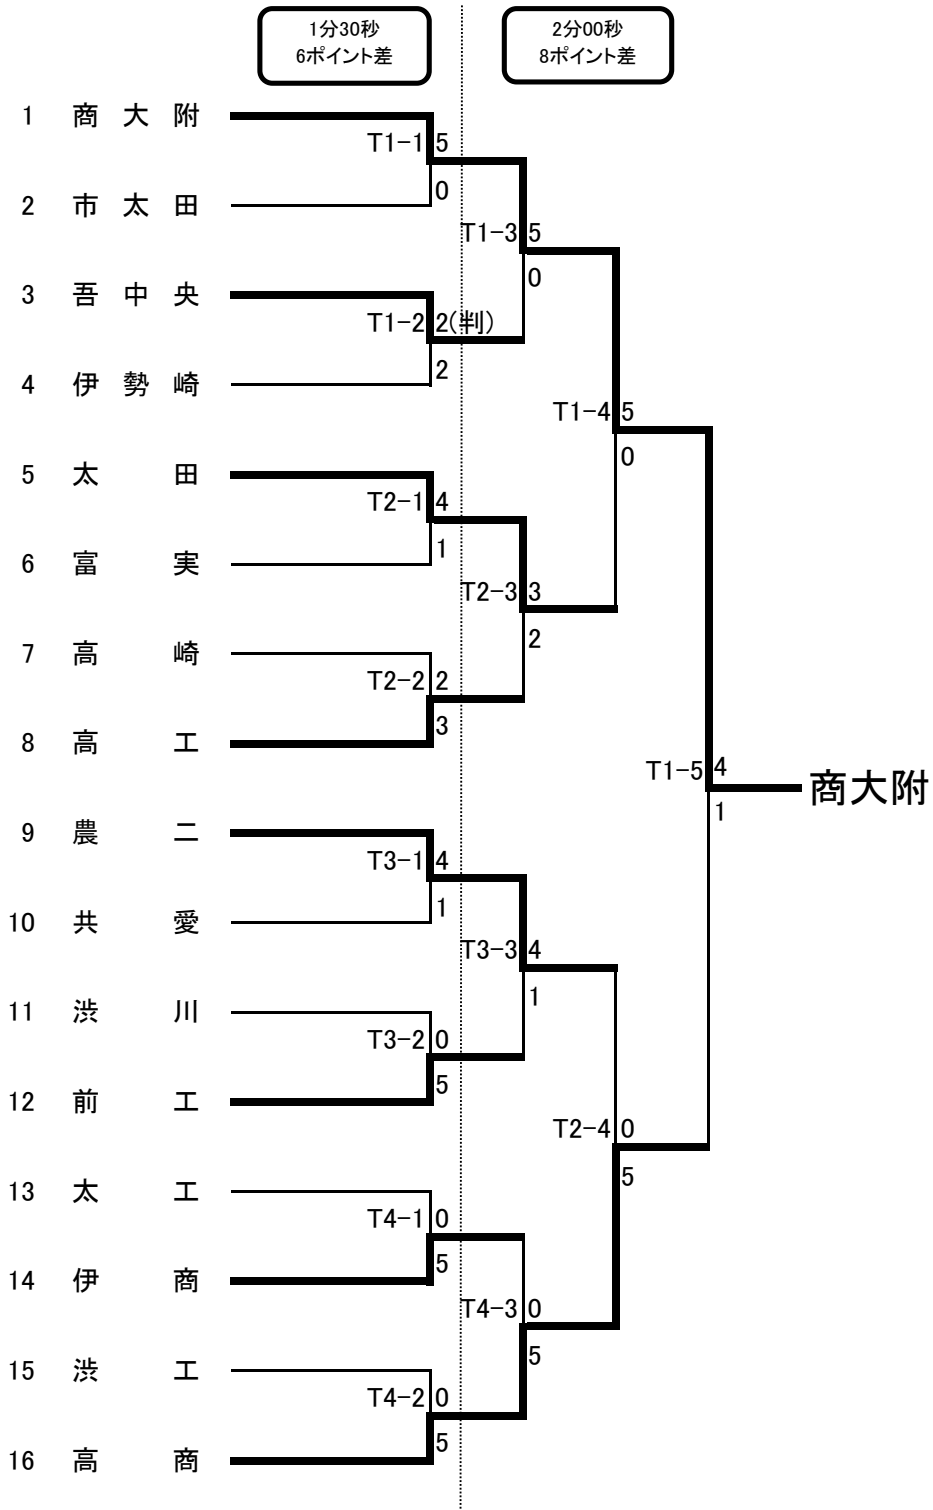 1分30秒
6ポイント差
2分00秒
8ポイント差
1 商大附
T1-1 5
0
2 市太田
T1-3 5
0
3 吾中央
T1-2 2(判)
2
4 伊勢崎
T1-4 5
0
5 太田
T2-1 4
1
6 富実
T2-3 3
2
7 高崎
T2-2 2
3
8 高工
T1-5 4
1
商大附
9 農二
T3-1 4
1
10 共愛
T3-3 4
1
11 渋川
T3-2 0
5
12 前工
T2-4 0
5
13 太工
T4-1 0
5
14 伊商
T4-3 0
5
15 渋工
T4-2 0
5
16 高商